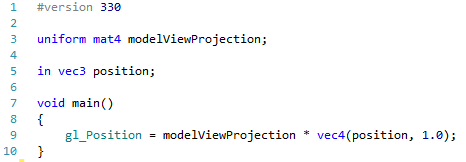 1 #version 330
2
3 uniform mat4 modelViewProjection;
4
5 in vec3 position;
6
7 void main()
8 {
9     gl_Position = modelViewProjection * vec4(position, 1.0);
10 }